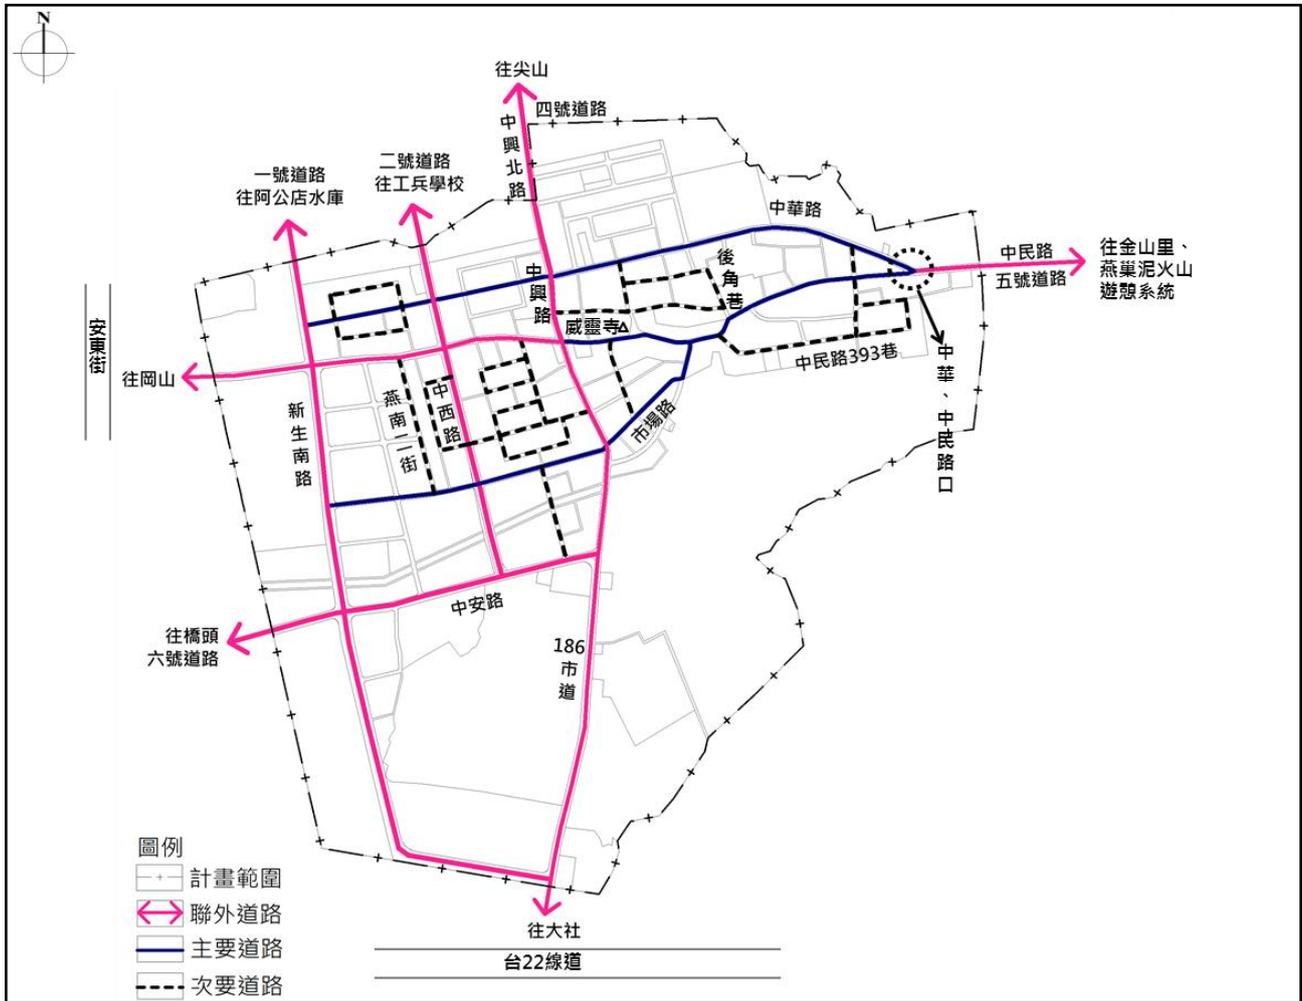 N
往尖山
四號道路
中興北路
二號道路
往工兵學校
一號道路
往阿公店水庫
中華路
中民路
五號道路
往金山里、
燕巢泥火山
遊憩系統
後角巷
中興路
威靈寺
安東街
往岡山
中民路393巷
中華、中民路口
燕南二街
中西路
新生南路
市場路
中安路
往橋頭
六號道路
186市道
圖例
計畫範圍
聯外道路
主要道路
次要道路
往大社
台22線道